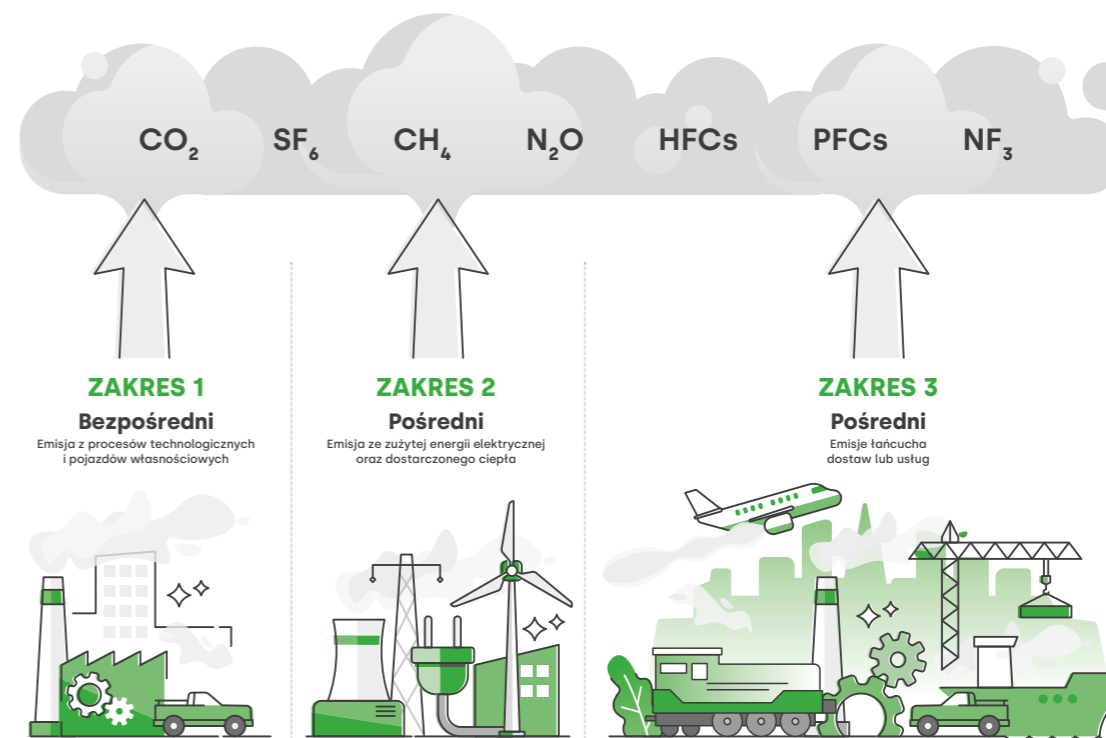 CO₂ SF₆ CH₄ N₂O HFCs PFCs NF₃
ZAKRES 1
Bezpośredni
Emisja z procesów technologicznych
i pojazdów własnościowych
ZAKRES 2
Pośredni
Emisja ze zużytej energii elektrycznej
oraz dostarczonego ciepła
ZAKRES 3
Pośredni
Emisje łańcucha
dostaw lub usług